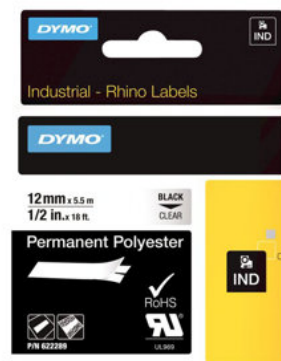 DYMO
IND
Industrial - Rhino Labels
DYMO
12mm x 5.5 m
1/2 in. x 18 ft.
BLACK
CLEAR
Permanent Polyester
RoHS
P/N 622289
UL969
IND